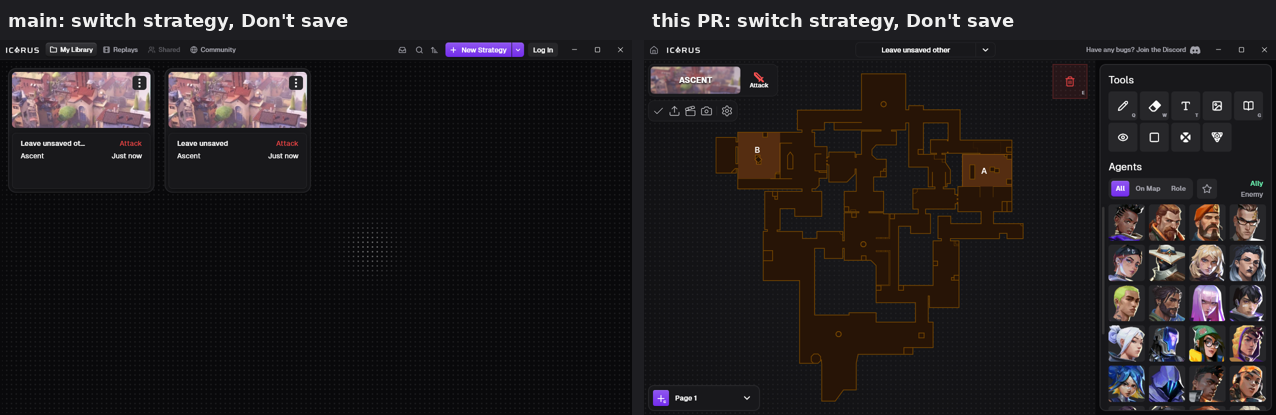 main: switch strategy, Don't save
ICARUS My Library Replays Shared Community New Strategy Log In
Leave unsaved ot... Attack
Ascent Just now
Leave unsaved Attack
Ascent Just now
this PR: switch strategy, Don't save
ICARUS Leave unsaved other Have any bugs? Join the Discord
ASCENT Attack
E
B
A
Page 1
Tools
Q W T G
Agents
All On Map Role Ally
Enemy